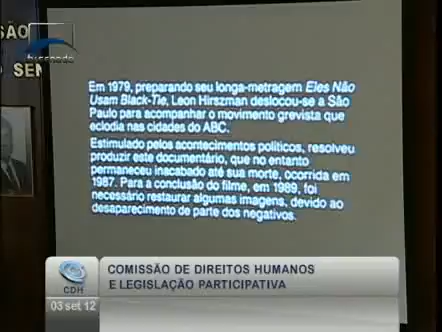 SÃO
O SEN
Em 1979, preparando seu longa-metragem Eles Não
Usam Black-Tie, Leon Hirszman deslocou-se a São
Paulo para acompanhar o movimento grevista que
eclodia nas cidades do ABC.
Estimulado pelos acontecimentos políticos, resolveu
produzir este documentário, que no entanto
permaneceu inacabado até sua morte, ocorrida em
1987. Para a conclusão do filme, em 1989, foi
necessário restaurar algumas imagens, devido ao
desaparecimento de parte dos negativos.
COMISSÃO DE DIREITOS HUMANOS
E LEGISLAÇÃO PARTICIPATIVA
CDH
03 set 12